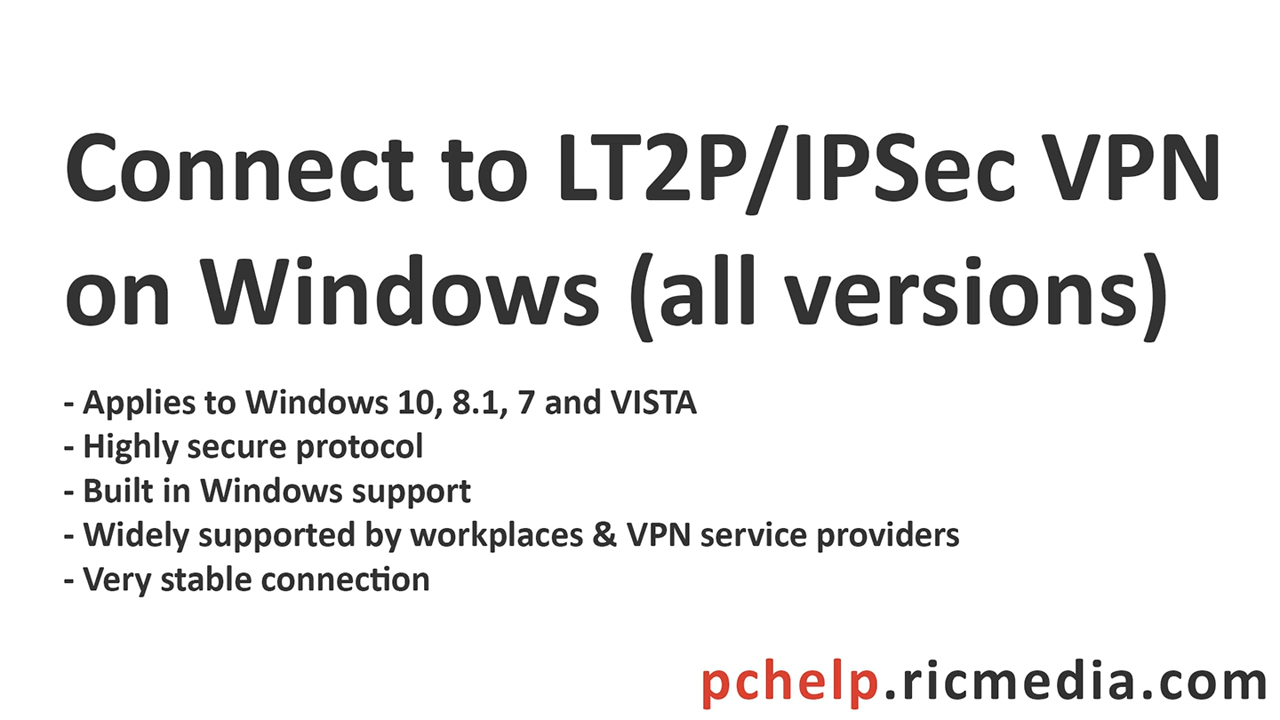 Connect to LT2P/IPSec VPN
on Windows (all versions)
- Applies to Windows 10, 8.1, 7 and VISTA
- Highly secure protocol
- Built in Windows support
- Widely supported by workplaces & VPN service providers
- Very stable connection
pchelp.ricmedia.com